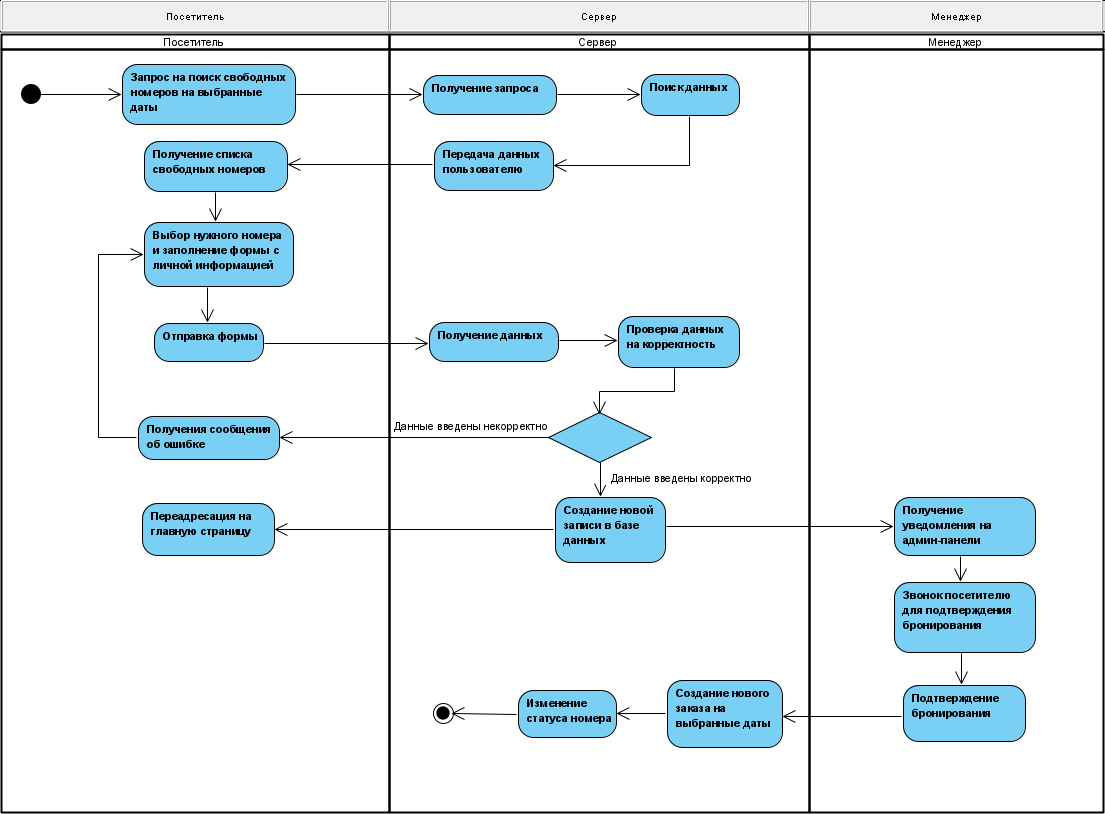 Посетитель
Сервер
Менеджер
Посетитель
Сервер
Менеджер
Запрос на поиск свободных
номеров на выбранные
даты
Получение запроса
Поиск данных
Получение списка
свободных номеров
Передача данных
пользователю
Выбор нужного номера
и заполнение формы с
личной информацией
Отправка формы
Получение данных
Проверка данных
на корректность
Получения сообщения
об ошибке
Данные введены некорректно
Данные введены корректно
Переадресация на
главную страницу
Создание новой
записи в базе
данных
Получение
уведомления на
админ-панели
Звонок посетителю
для подтверждения
бронирования
Изменение
статуса номера
Создание нового
заказа на
выбранные даты
Подтверждение
бронирования